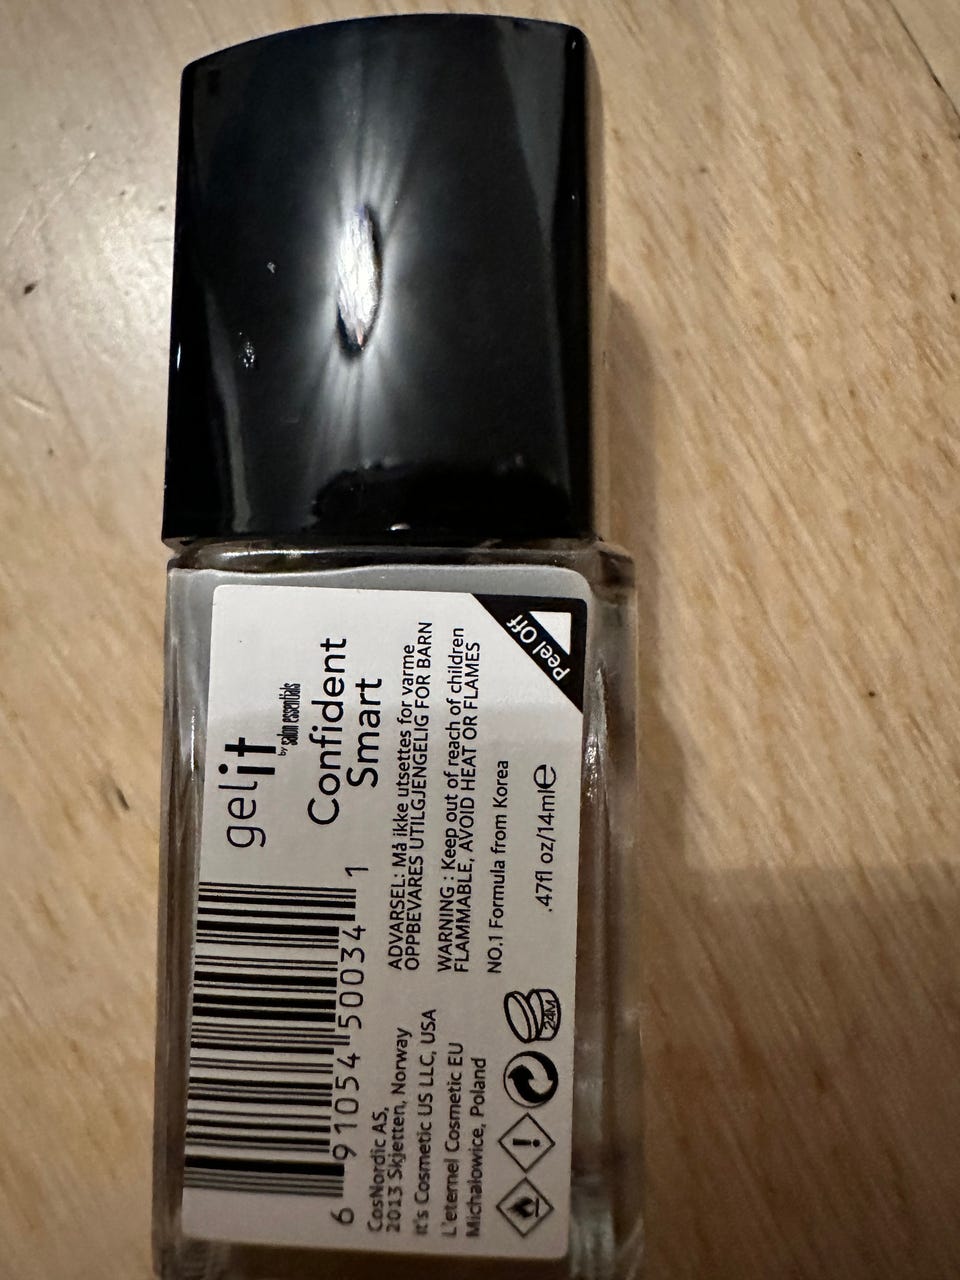 gelit
by salon essentials
Confident
Smart
ADVARSEL: Må ikke utsettes for varme
OPPBEVARES UTILGJENGELIG FOR BARN
WARNING : Keep out of reach of children
FLAMMABLE, AVOID HEAT OR FLAMES
NO.1 Formula from Korea
.47fl oz/14ml℮
Peel Off
6 91054 50034 1
CosNordic AS,
2013 Skjetten, Norway
It's Cosmetic US LLC, USA
L'eternel Cosmetic EU
Michałowice, Poland
24M